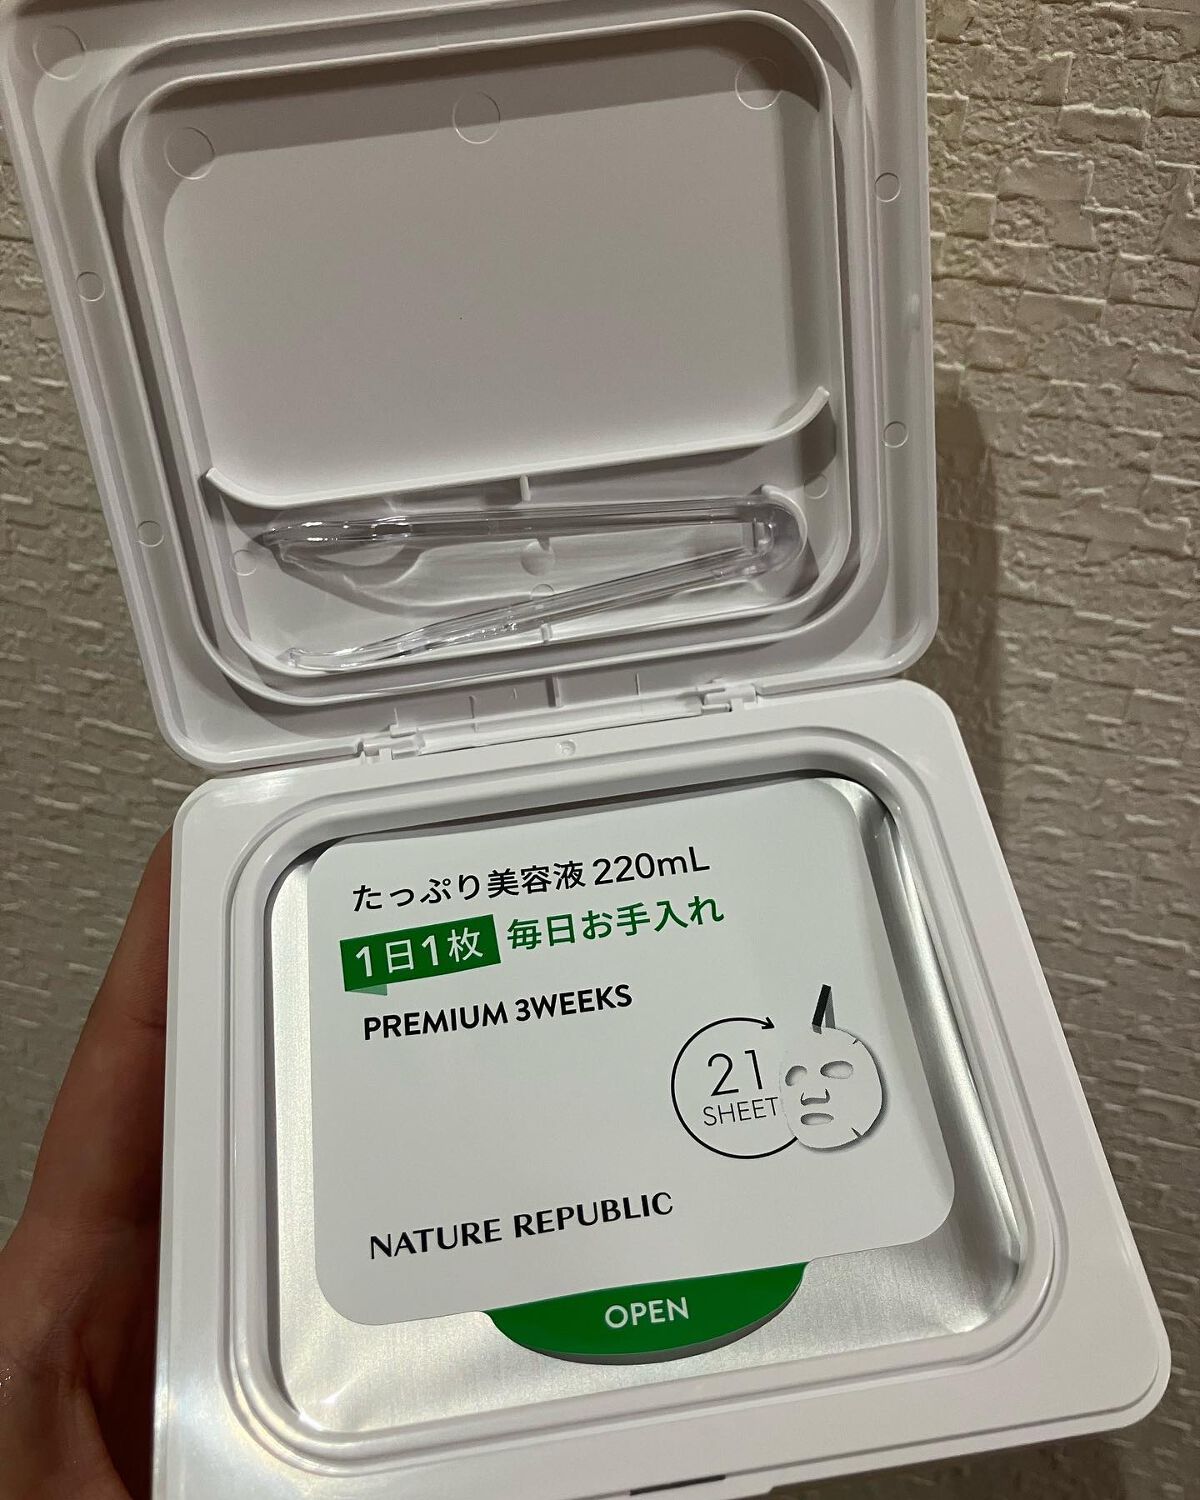 たっぷり美容液 220mL
1日1枚 毎日お手入れ
PREMIUM 3WEEKS
21
SHEET
NATURE REPUBLIC
OPEN